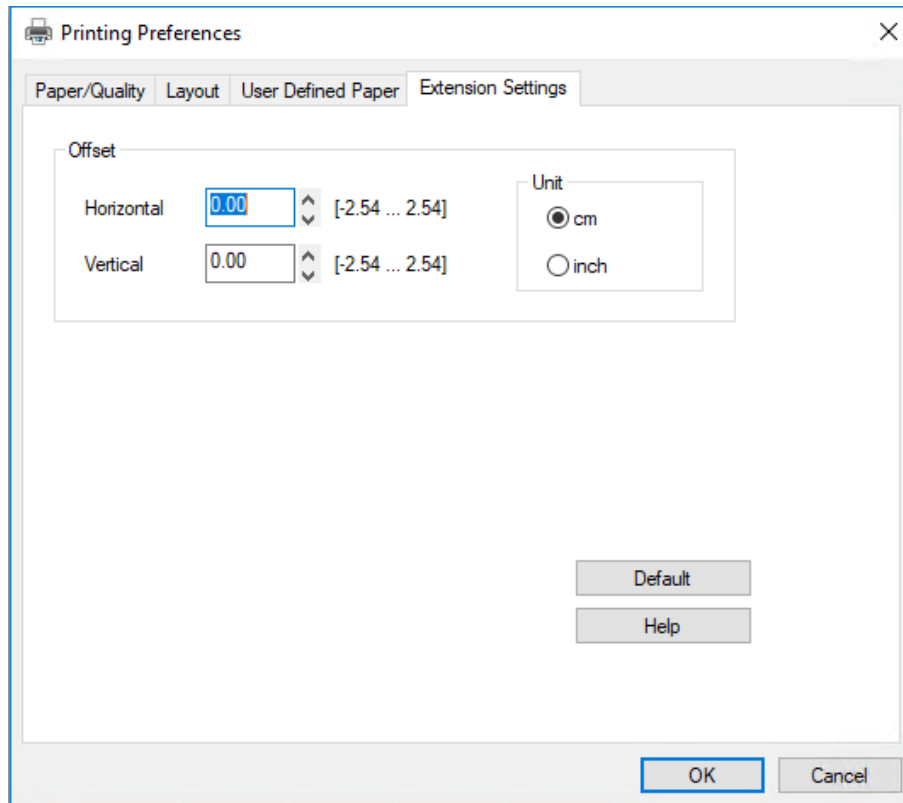 Printing Preferences
Paper/Quality Layout User Defined Paper Extension Settings
Offset
Unit
Horizontal 0.00 [-2.54 ... 2.54]
cm
Vertical 0.00 [-2.54 ... 2.54]
inch
Default
Help
OK Cancel